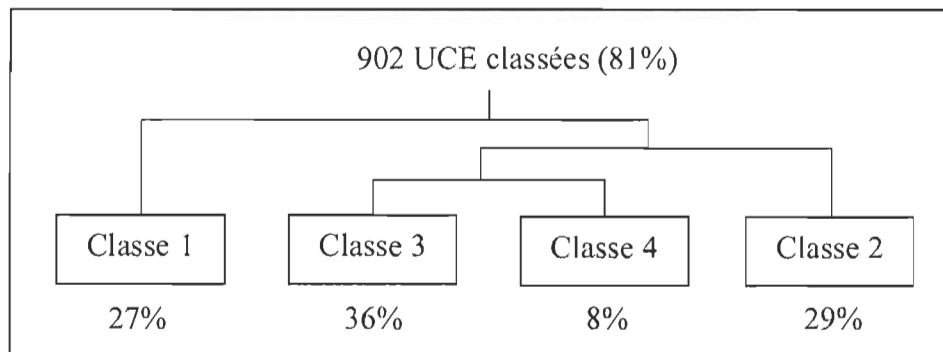 902 UCE classées (81%)
Classe 1 Classe 3 Classe 4 Classe 2
27% 36% 8% 29%